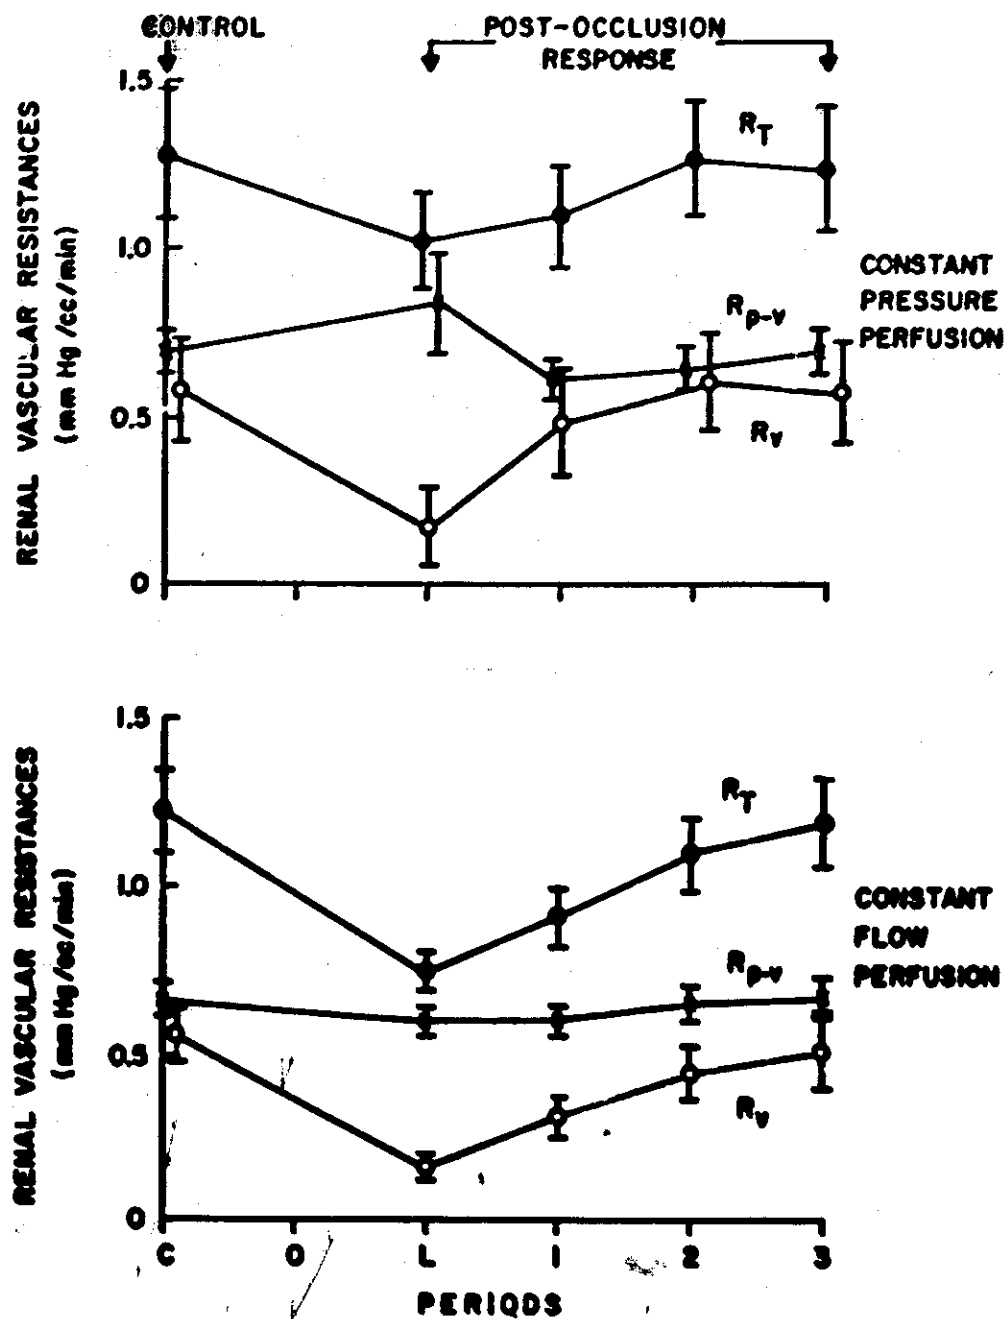 CONTROL
POST-OCCLUSION
RESPONSE
1.5
1.0
0.5
0
RENAL VASCULAR RESISTANCES
(mm Hg/cc/min)
RT
Rp-v
Rv
CONSTANT
PRESSURE
PERFUSION
1.5
1.0
0.5
0
RENAL VASCULAR RESISTANCES
(mm Hg/cc/min)
RT
Rp-v
Rv
CONSTANT
FLOW
PERFUSION
C O L 1 2 3
PERIODS